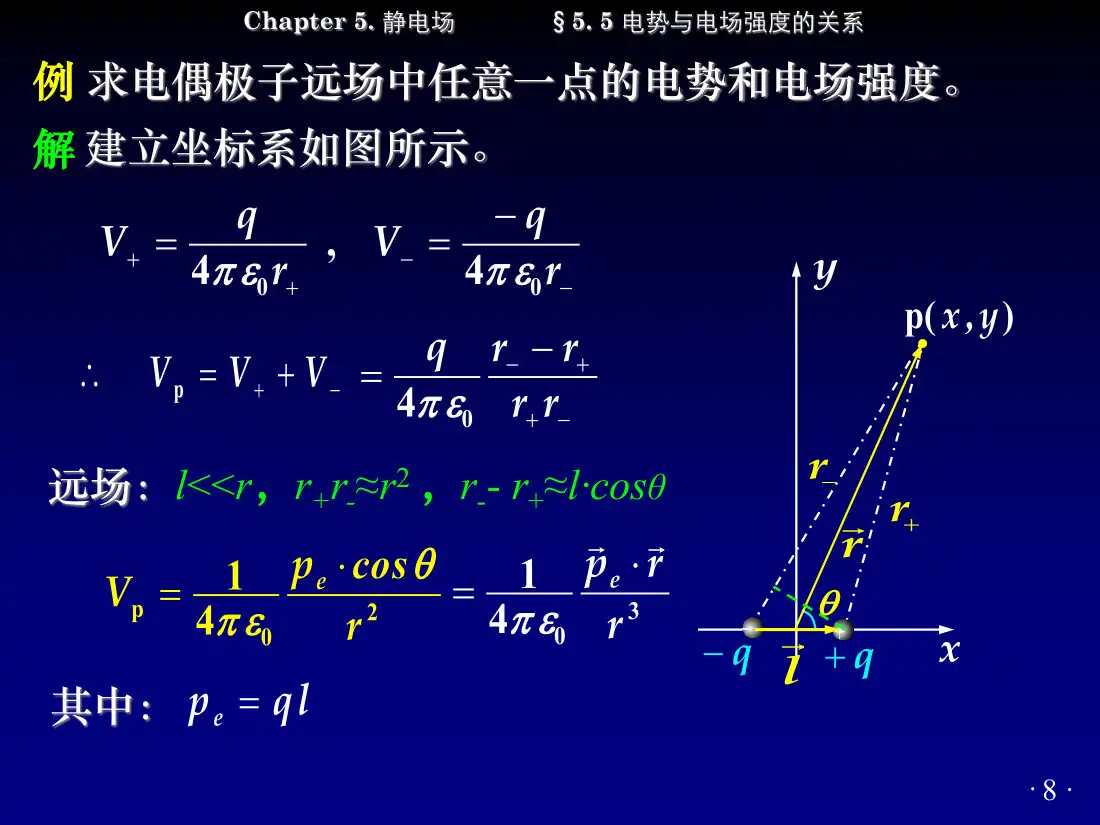 Chapter 5. 静电场 §5. 5 电势与电场强度的关系
例 求电偶极子远场中任意一点的电势和电场强度。
解 建立坐标系如图所示。
V₊ = q / 4πε₀r₊ , V₋ = −q / 4πε₀r₋
∴ Vₚ = V₊ + V₋ = q / 4πε₀ (r₋ − r₊) / r₊r₋
远场: l<<r, r₊r₋≈r² , r₋- r₊≈l·cosθ
Vₚ = 1 / 4πε₀ pₑ · cosθ / r² = 1 / 4πε₀ p⃗ₑ · r⃗ / r³
其中: pₑ = ql
y
p(x,y)
r₋
r₊
r⃗
θ
−q l⃗ +q x
·8·